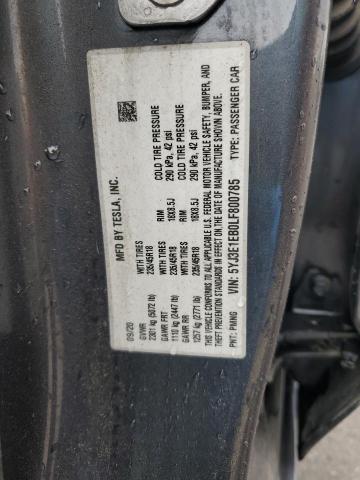 MFD BY TESLA, INC.
09/20
GVWR
2301 kg (5072 lb)
GAWR FRT WITH TIRES RIM COLD TIRE PRESSURE
1110 kg (2447 lb) 235/45R18 18X8.5J 290 kPa, 42 psi
GAWR RR WITH TIRES RIM COLD TIRE PRESSURE
1257 kg (2771 lb) 235/45R18 18X8.5J 290 kPa, 42 psi
THIS VEHICLE CONFORMS TO ALL APPLICABLE
U.S. FEDERAL MOTOR VEHICLE SAFETY, BUMPER, AND
THEFT PREVENTION STANDARDS IN EFFECT ON THE
DATE OF MANUFACTURE SHOWN ABOVE.
VIN: 5YJ3E1EB0LF800785
PNT: PMNG TYPE: PASSENGER CAR